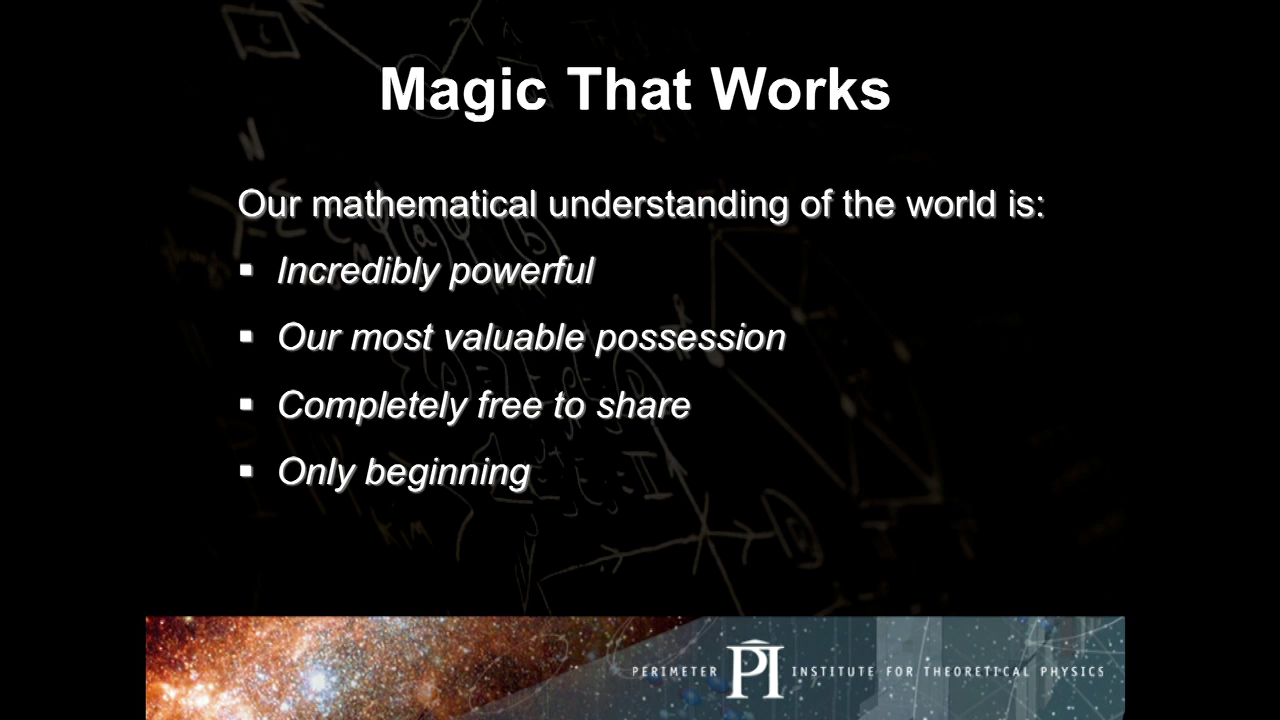 Magic That Works
Our mathematical understanding of the world is:
▪ Incredibly powerful
▪ Our most valuable possession
▪ Completely free to share
▪ Only beginning
PERIMETER PI INSTITUTE FOR THEORETICAL PHYSICS